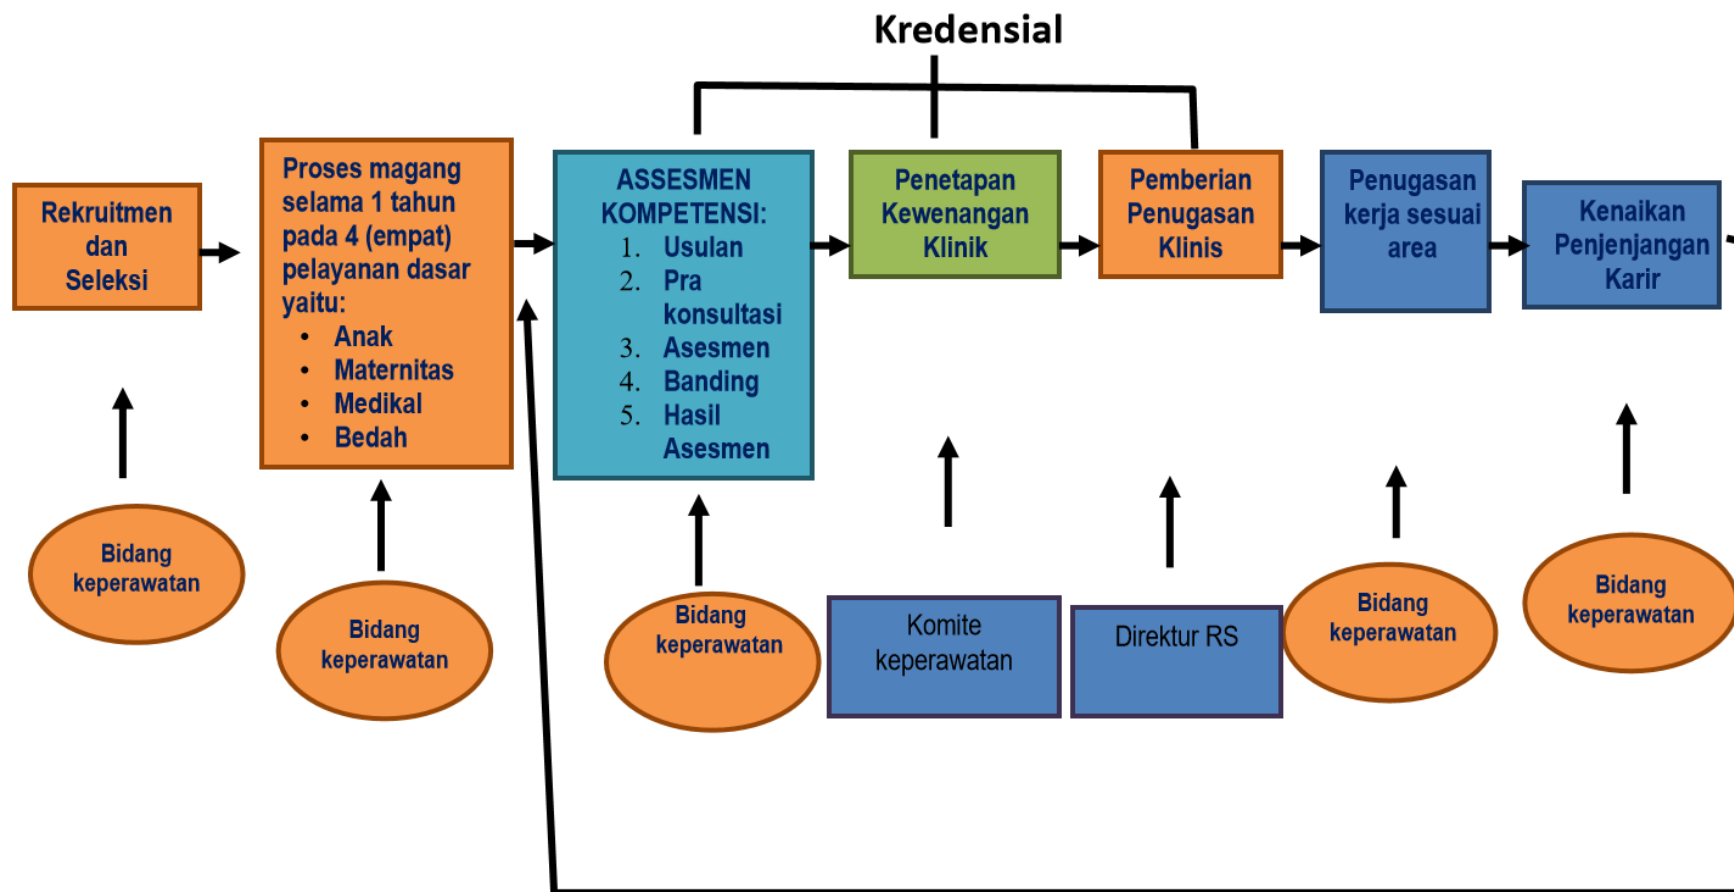 Kredensial
Rekruitmen
dan
Seleksi
Proses magang
selama 1 tahun
pada 4 (empat)
pelayanan dasar
yaitu:
• Anak
• Maternitas
• Medikal
• Bedah
ASSESMEN
KOMPETENSI:
1. Usulan
2. Pra
konsultasi
3. Asesmen
4. Banding
5. Hasil
Asesmen
Penetapan
Kewenangan
Klinik
Pemberian
Penugasan
Klinis
Penugasan
kerja sesuai
area
Kenaikan
Penjenjangan
Karir
Bidang
keperawatan
Bidang
keperawatan
Bidang
keperawatan
Komite
keperawatan
Direktur RS
Bidang
keperawatan
Bidang
keperawatan